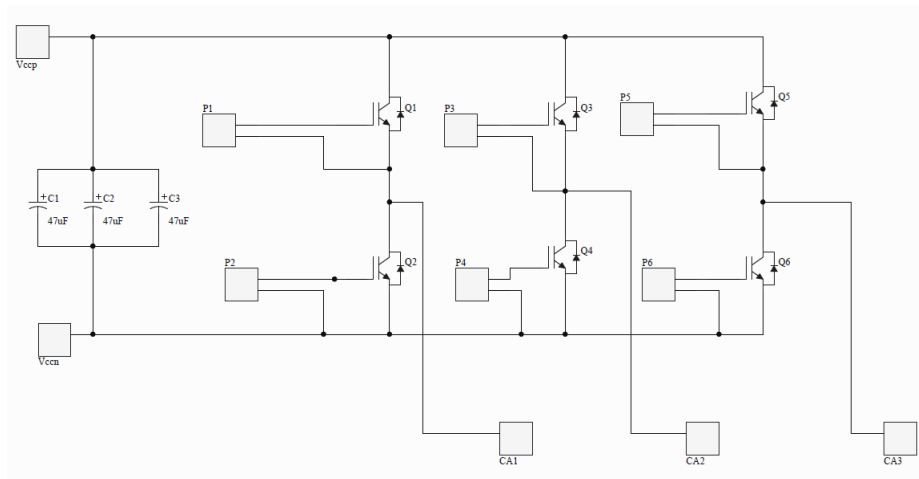 Vccp
P1
Q1
P3
Q3
P5
Q5
+C1
47uF
+C2
47uF
+C3
47uF
P2
Q2
P4
Q4
P6
Q6
Vccn
CA1
CA2
CA3